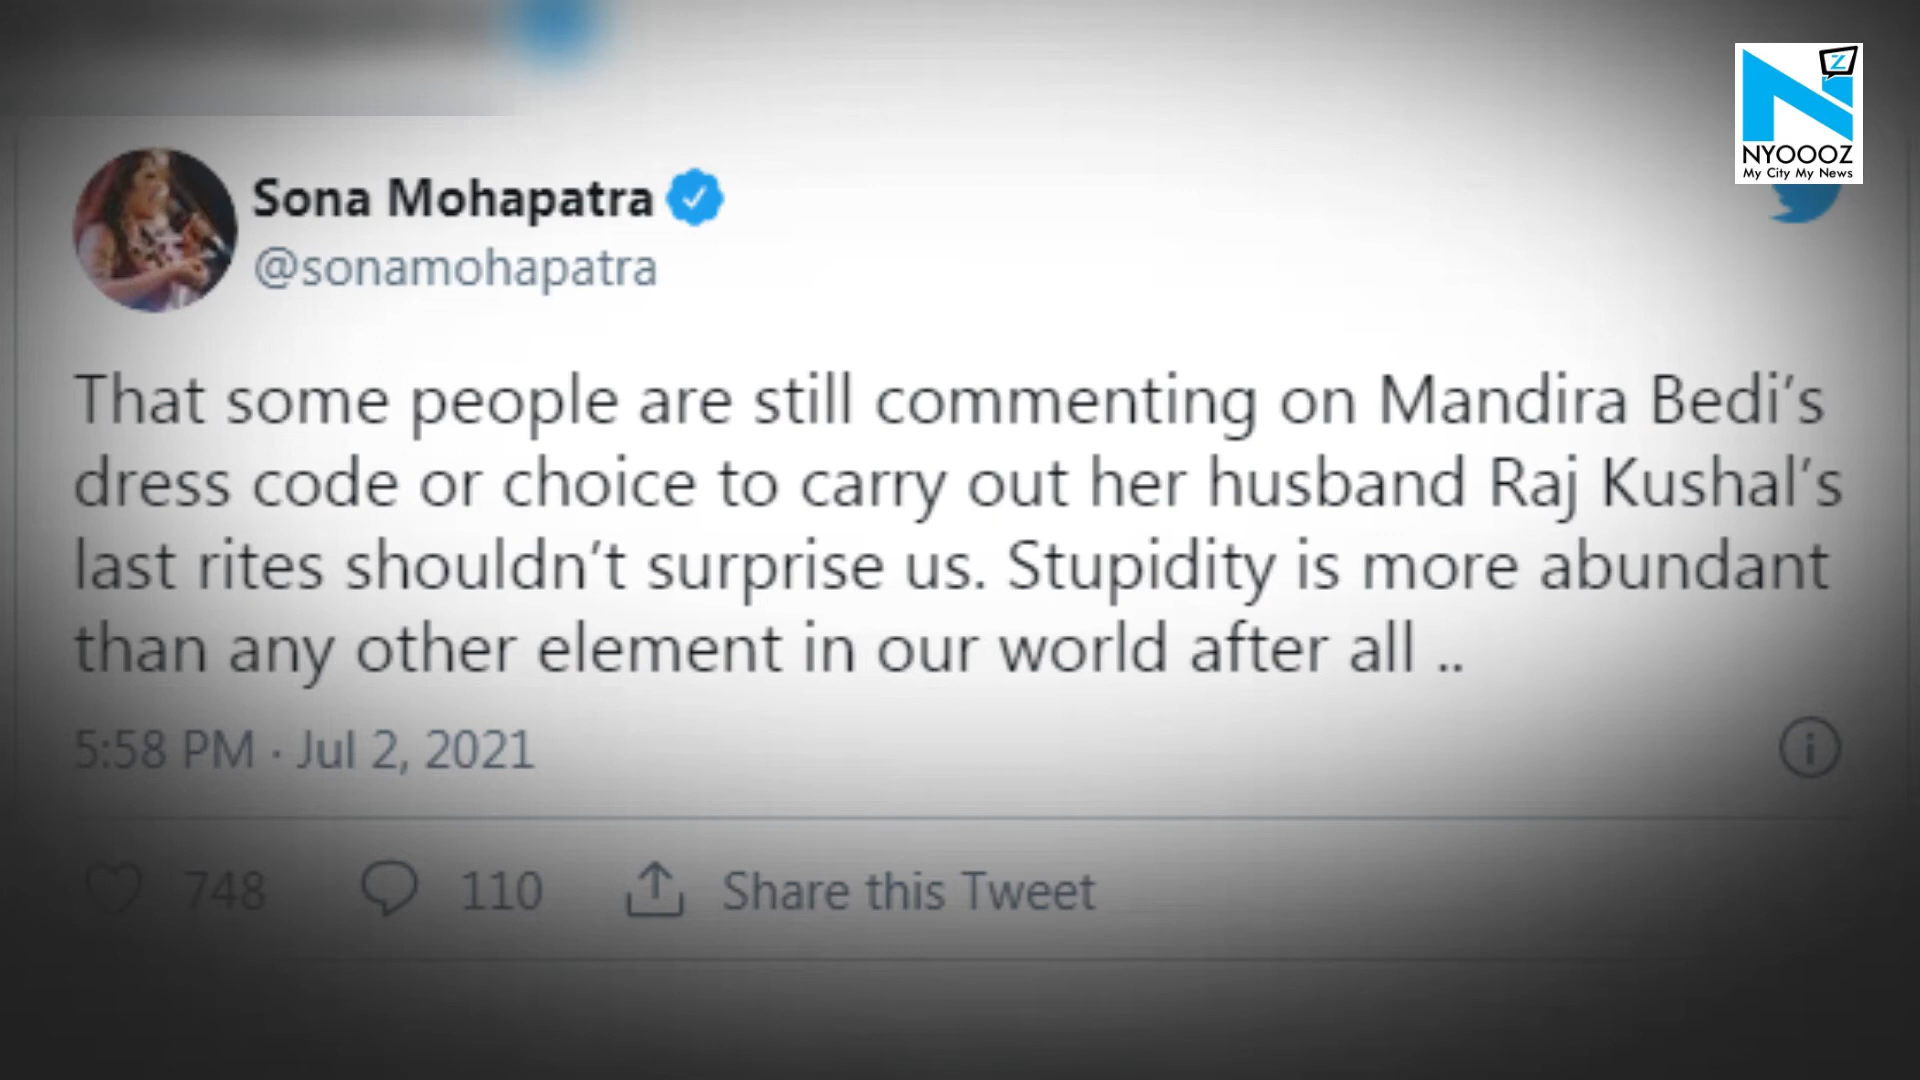 Z
NYOOOZ
My City My News
Sona Mohapatra
@sonamohapatra
That some people are still commenting on Mandira Bedi’s
dress code or choice to carry out her husband Raj Kushal’s
last rites shouldn’t surprise us. Stupidity is more abundant
than any other element in our world after all ..
5:58 PM · Jul 2, 2021
748 110 Share this Tweet